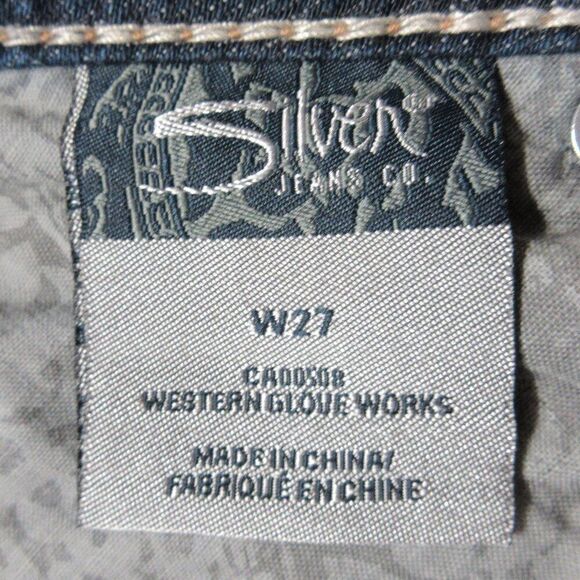 Silver
JEANS CO.
W27
CA00508
WESTERN GLOVE WORKS
MADE IN CHINA/
FABRIQUÉ EN CHINE